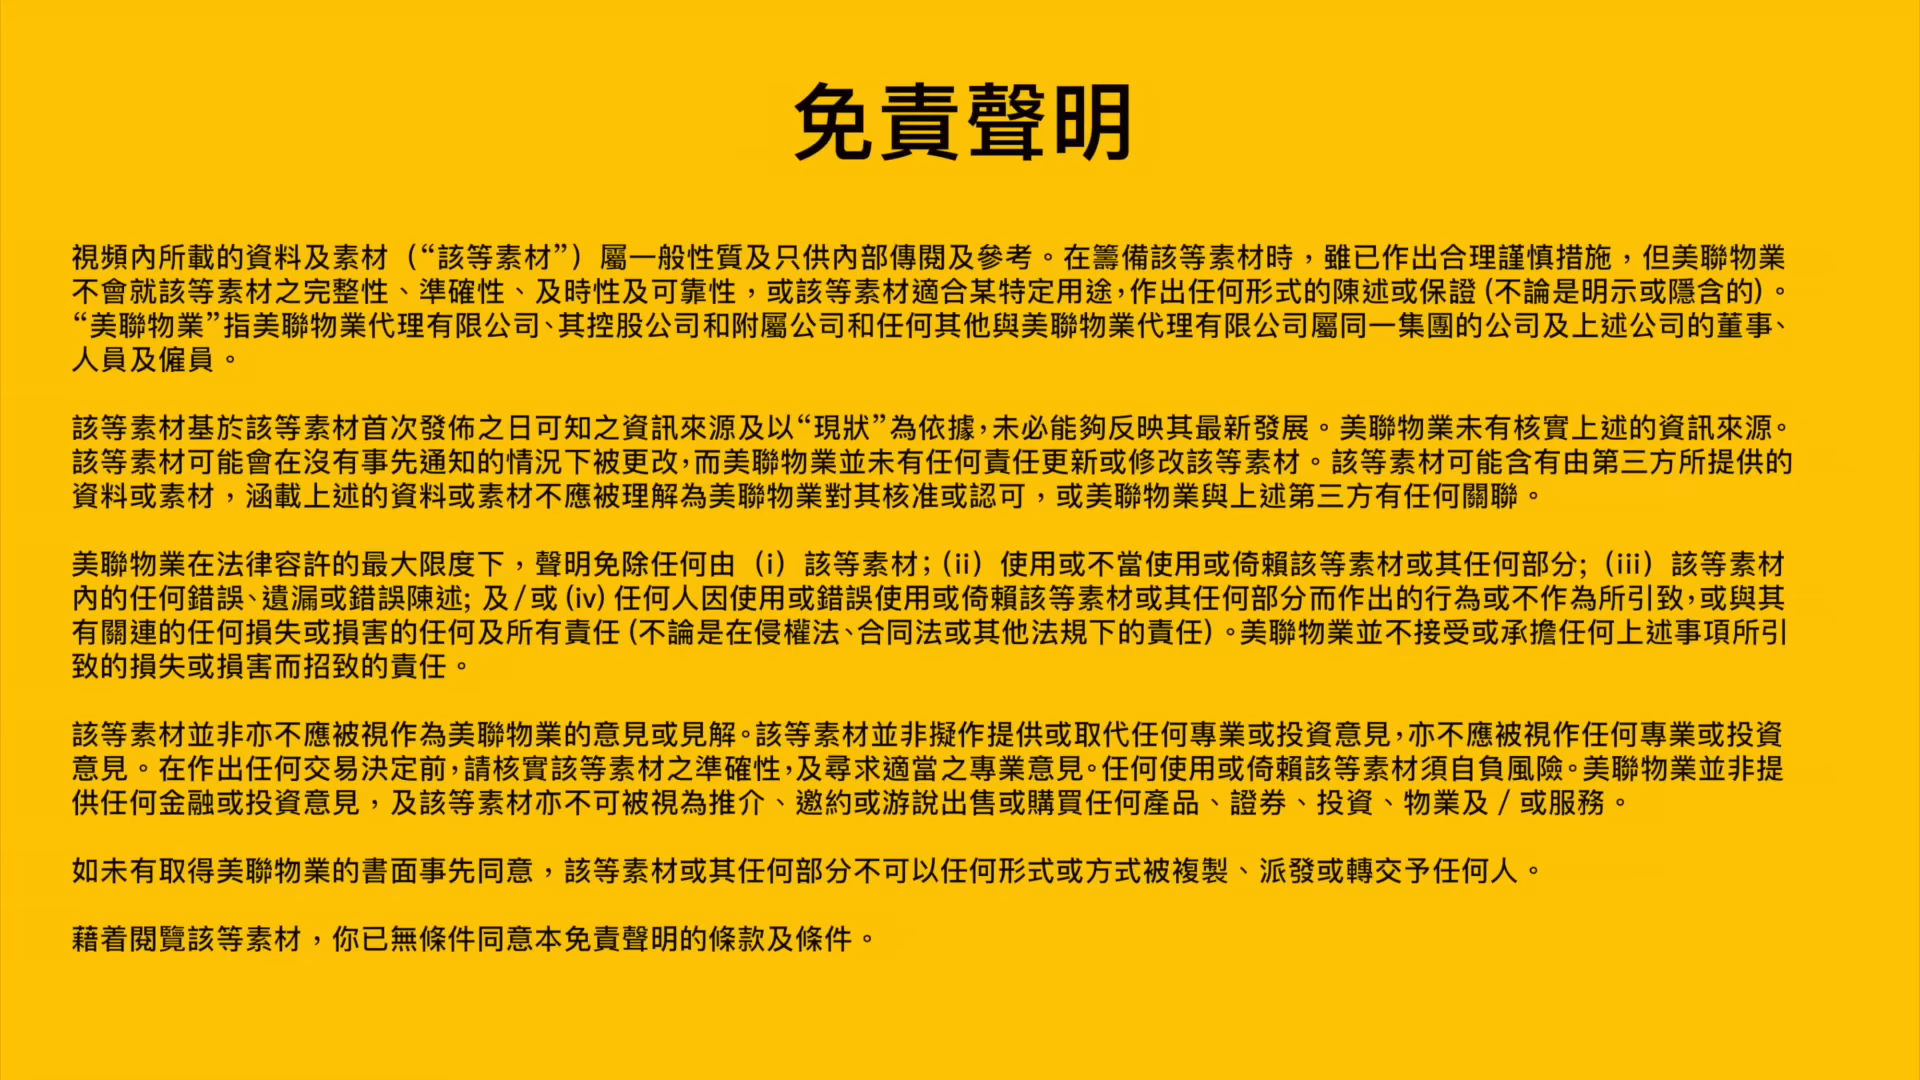 免責聲明
視頻內所載的資料及素材（“該等素材”）屬一般性質及只供內部傳閱及參考。在籌備該等素材時，雖已作出合理謹慎措施，但美聯物業
不會就該等素材之完整性、準確性、及時性及可靠性，或該等素材適合某特定用途，作出任何形式的陳述或保證 (不論是明示或隱含的) 。
“美聯物業”指美聯物業代理有限公司、其控股公司和附屬公司和任何其他與美聯物業代理有限公司屬同一集團的公司及上述公司的董事、
人員及僱員。
該等素材基於該等素材首次發佈之日可知之資訊來源及以“現狀”為依據，未必能夠反映其最新發展。美聯物業未有核實上述的資訊來源。
該等素材可能會在沒有事先通知的情況下被更改，而美聯物業並未有任何責任更新或修改該等素材。該等素材可能含有由第三方所提供的
資料或素材，涵載上述的資料或素材不應被理解為美聯物業對其核准或認可，或美聯物業與上述第三方有任何關聯。
美聯物業在法律容許的最大限度下，聲明免除任何由（i）該等素材；（ii）使用或不當使用或倚賴該等素材或其任何部分;（iii）該等素材
內的任何錯誤、遺漏或錯誤陳述; 及 / 或 (iv) 任何人因使用或錯誤使用或倚賴該等素材或其任何部分而作出的行為或不作為所引致，或與其
有關連的任何損失或損害的任何及所有責任 (不論是在侵權法、合同法或其他法規下的責任) 。美聯物業並不接受或承擔任何上述事項所引
致的損失或損害而招致的責任。
該等素材並非亦不應被視作為美聯物業的意見或見解。該等素材並非擬作提供或取代任何專業或投資意見，亦不應被視作任何專業或投資
意見。在作出任何交易決定前，請核實該等素材之準確性，及尋求適當之專業意見。任何使用或倚賴該等素材須自負風險。美聯物業並非提
供任何金融或投資意見，及該等素材亦不可被視為推介、邀約或游說出售或購買任何產品、證券、投資、物業及 / 或服務。
如未有取得美聯物業的書面事先同意，該等素材或其任何部分不可以任何形式或方式被複製、派發或轉交予任何人。
藉着閱覽該等素材，你已無條件同意本免責聲明的條款及條件。